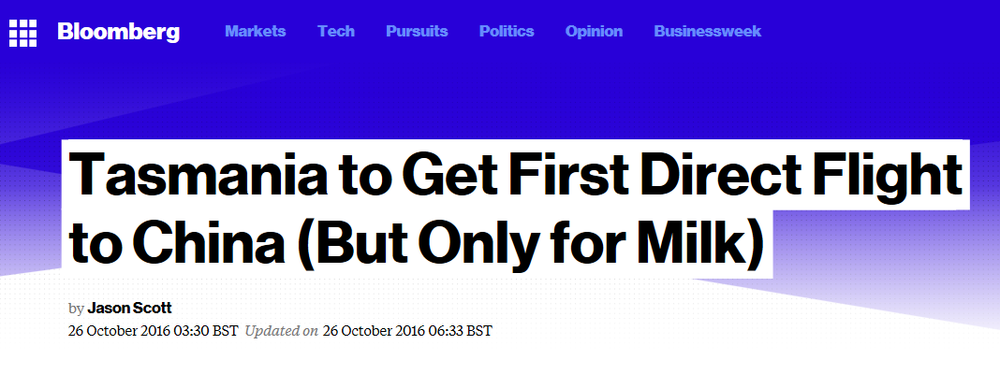 Bloomberg Markets Tech Pursuits Politics Opinion Businessweek
Tasmania to Get First Direct Flight
to China (But Only for Milk)
by Jason Scott
26 October 2016 03:30 BST Updated on 26 October 2016 06:33 BST